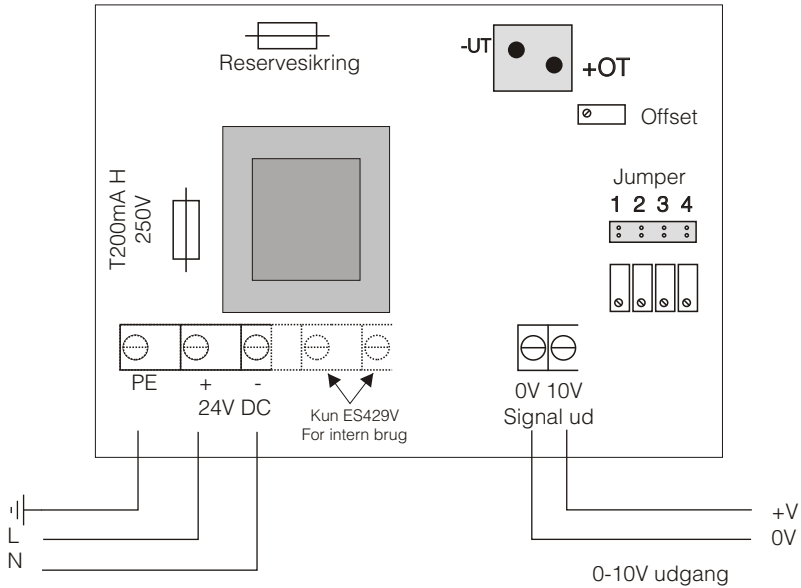 -UT
+OT
Reservesikring
Offset
Jumper
1 2 3 4
T200mA H
250V
PE + -
24V DC
Kun ES429V
For intern brug
0V 10V
Signal ud
L
N
+V
0V
0-10V udgang